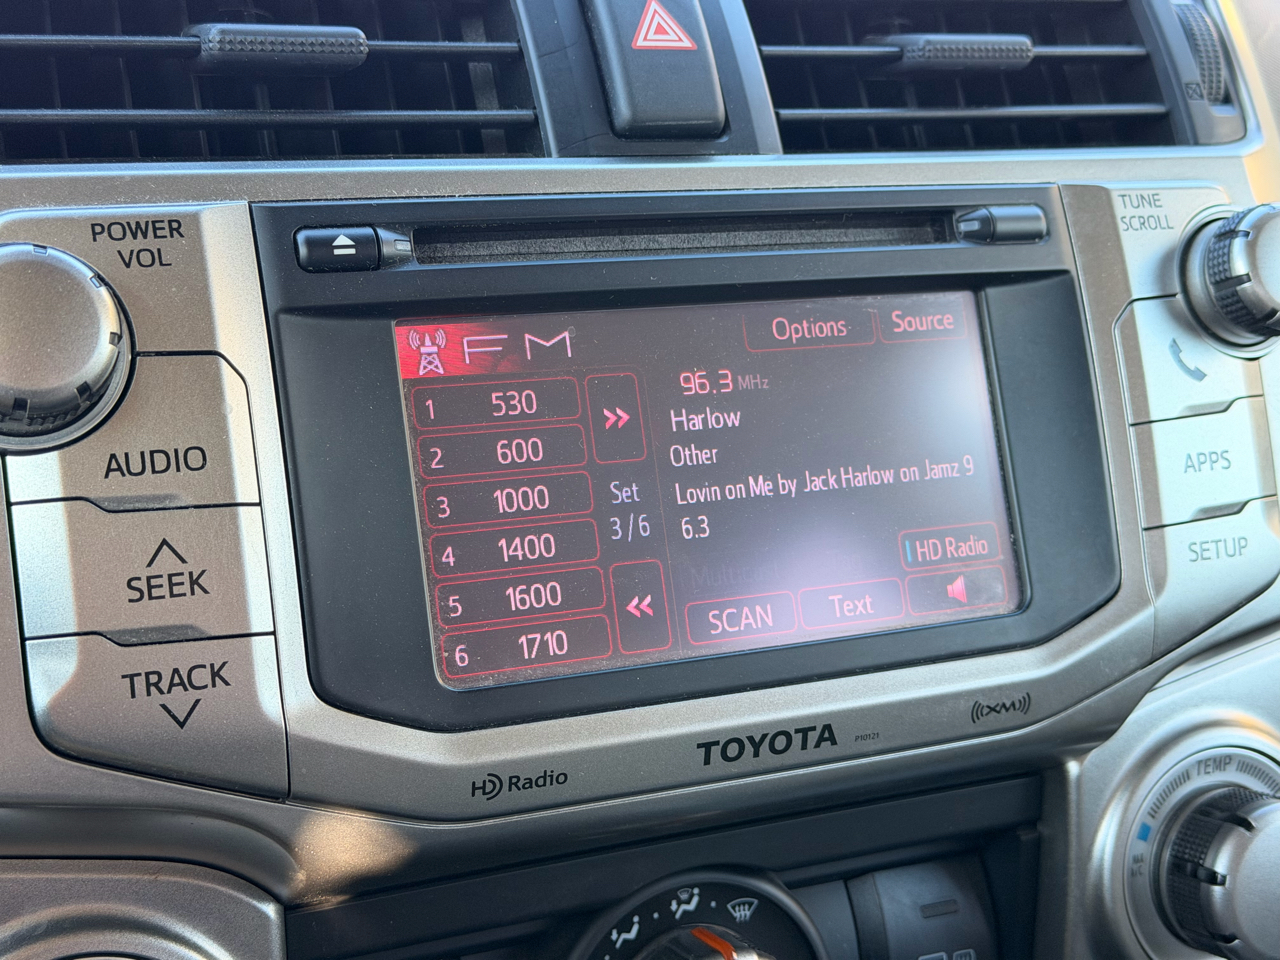 POWER
VOL
TUNE
SCROLL
FM
Options
Source
1 530
2 600
3 1000
4 1400
5 1600
6 1710
Set
3/6
96.3 MHz
Harlow
Other
Lovin on Me by Jack Harlow on Jamz 9
6.3
HD Radio
SCAN
Text
AUDIO
SEEK
TRACK
APPS
SETUP
HD Radio
TOYOTA
P10121
XM
TEMP